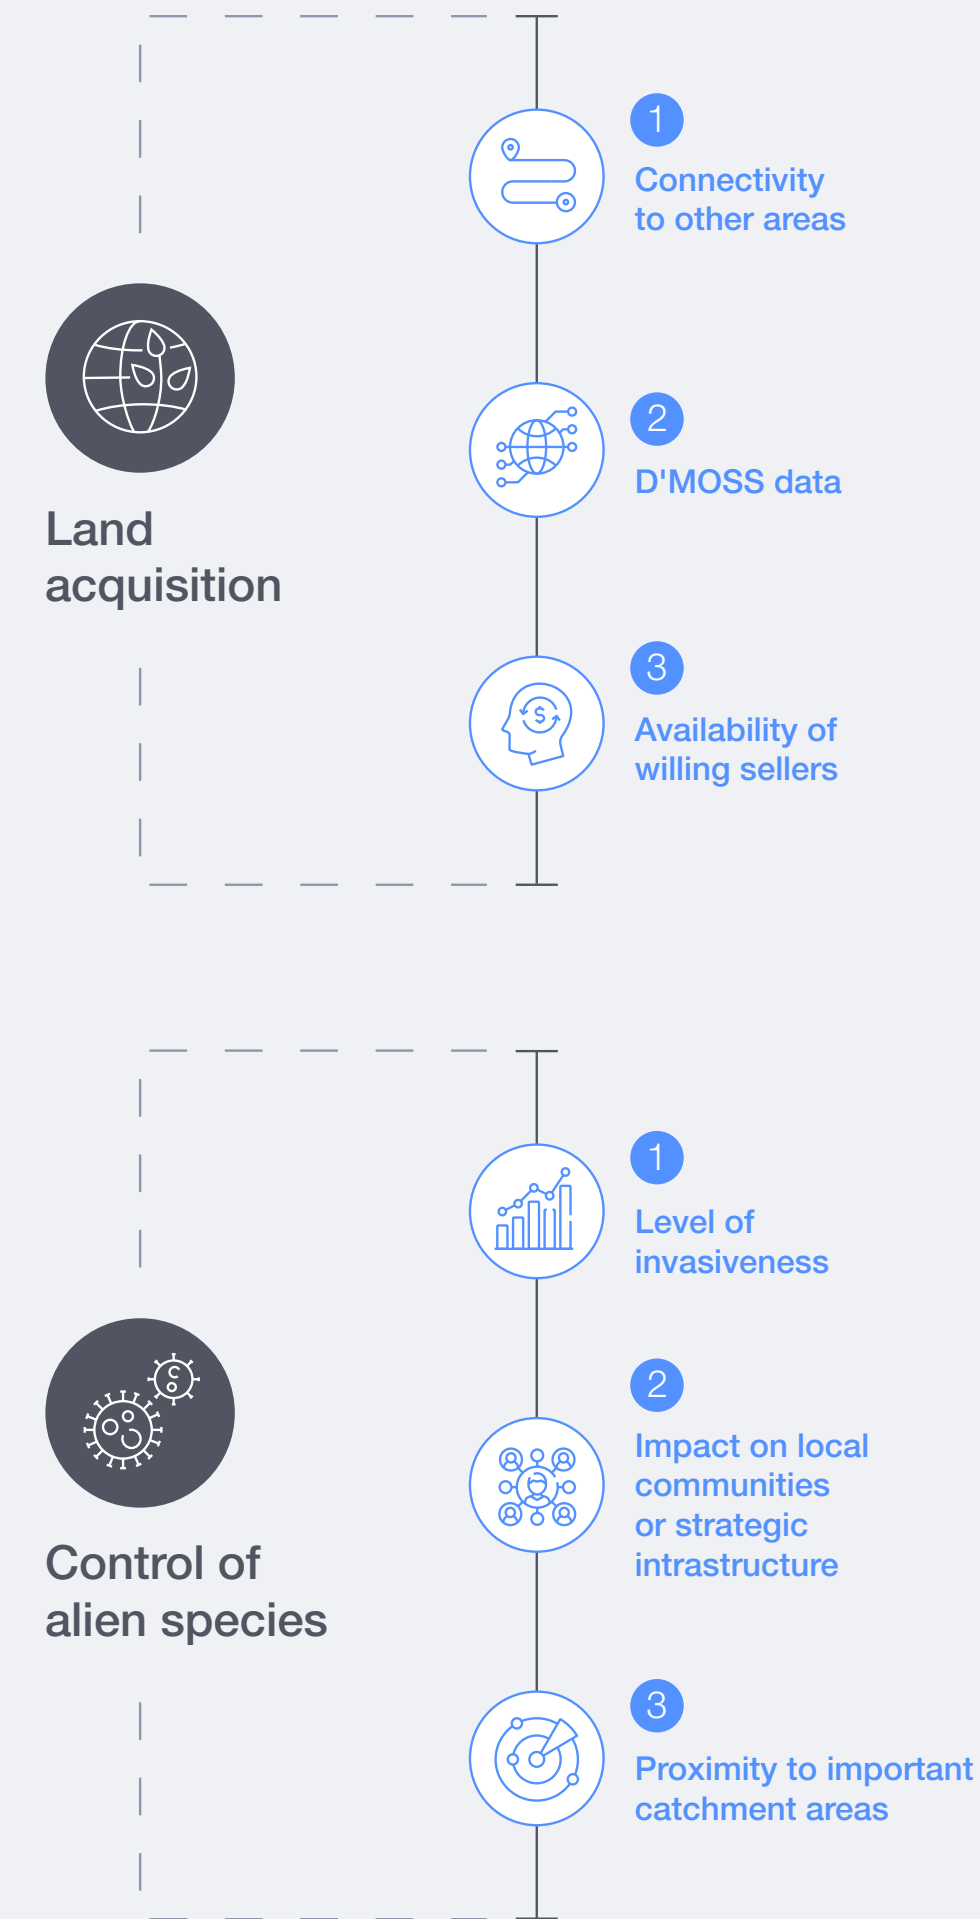 1
Connectivity
to other areas
2
D'MOSS data
Land
acquisition
3
Availability of
willing sellers
1
Level of
invasiveness
2
Impact on local
communities
or strategic
intrastructure
Control of
alien species
3
Proximity to important
catchment areas